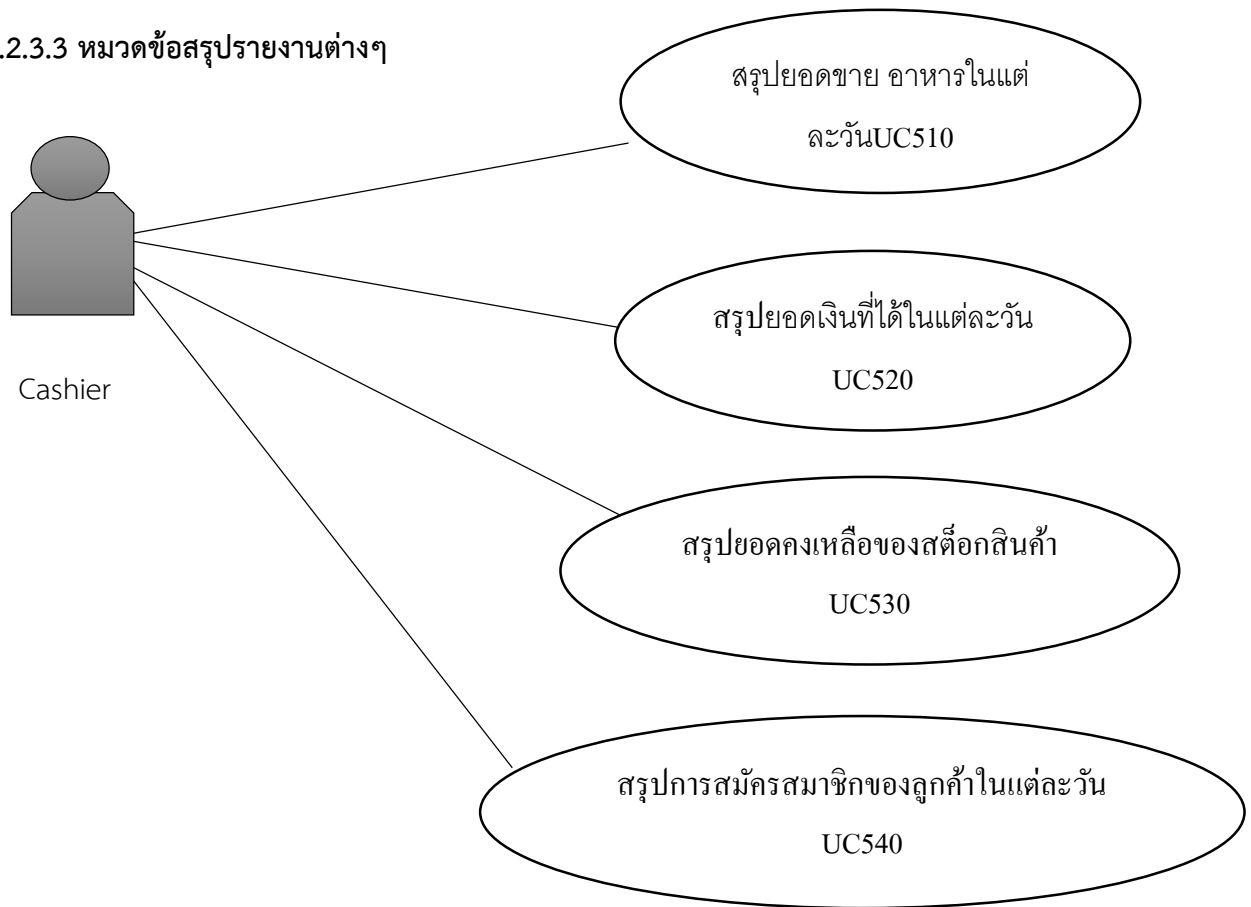 .2.3.3 หมวดข้อสรุปรายงานต่างๆ
สรุปยอดขาย อาหารในแต่
ละวันUC510
สรุปยอดเงินที่ได้ในแต่ละวัน
UC520
Cashier
สรุปยอดคงเหลือของสต็อกสินค้า
UC530
สรุปการสมัครสมาชิกของลูกค้าในแต่ละวัน
UC540